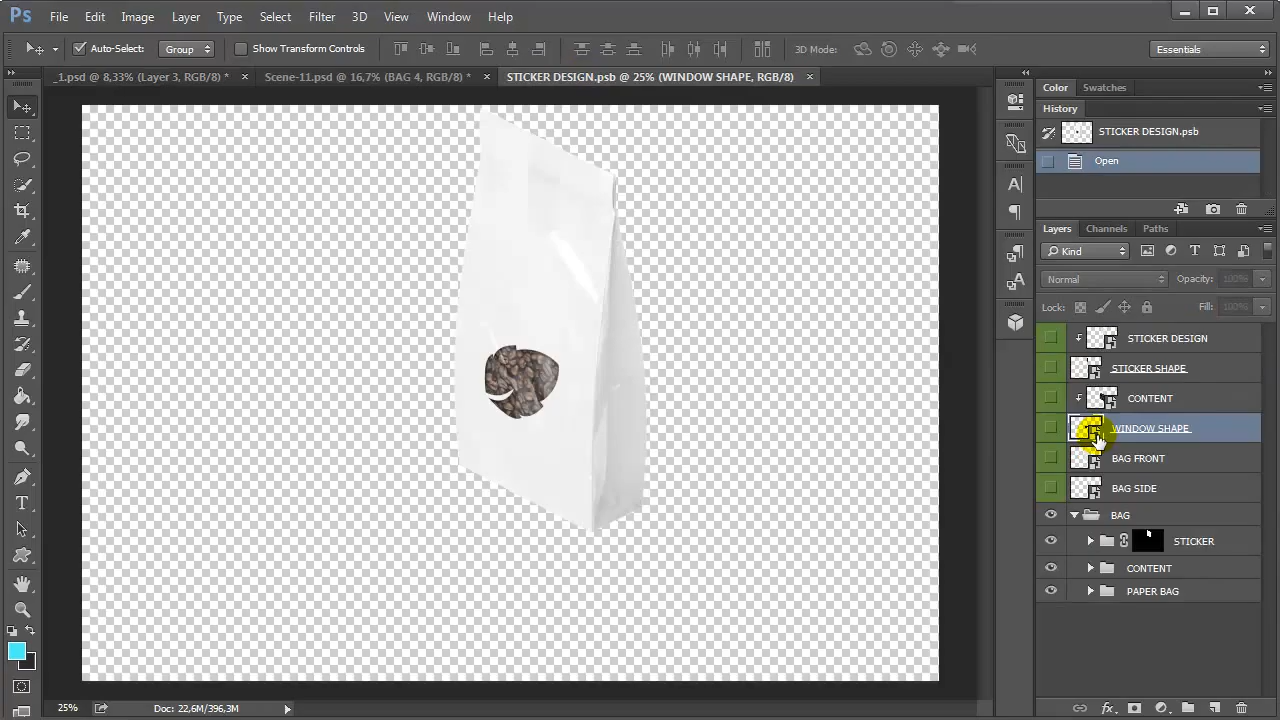 Ps File Edit Image Layer Type Select Filter 3D View Window Help
Auto-Select: Group Show Transform Controls 3D Mode: Essentials
_1.psd @ 8,33% (Layer 3, RGB/8) * × Scene-11.psd @ 16,7% (BAG 4, RGB/8) * × STICKER DESIGN.psb @ 25% (WINDOW SHAPE, RGB/8) ×
Color Swatches
History
STICKER DESIGN.psb
Open
Layers Channels Paths
Kind
Normal Opacity: 100%
Lock: Fill: 100%
STICKER DESIGN
STICKER SHAPE
CONTENT
WINDOW SHAPE
BAG FRONT
BAG SIDE
BAG
STICKER
CONTENT
PAPER BAG
25% Doc: 22,6M/396,3M